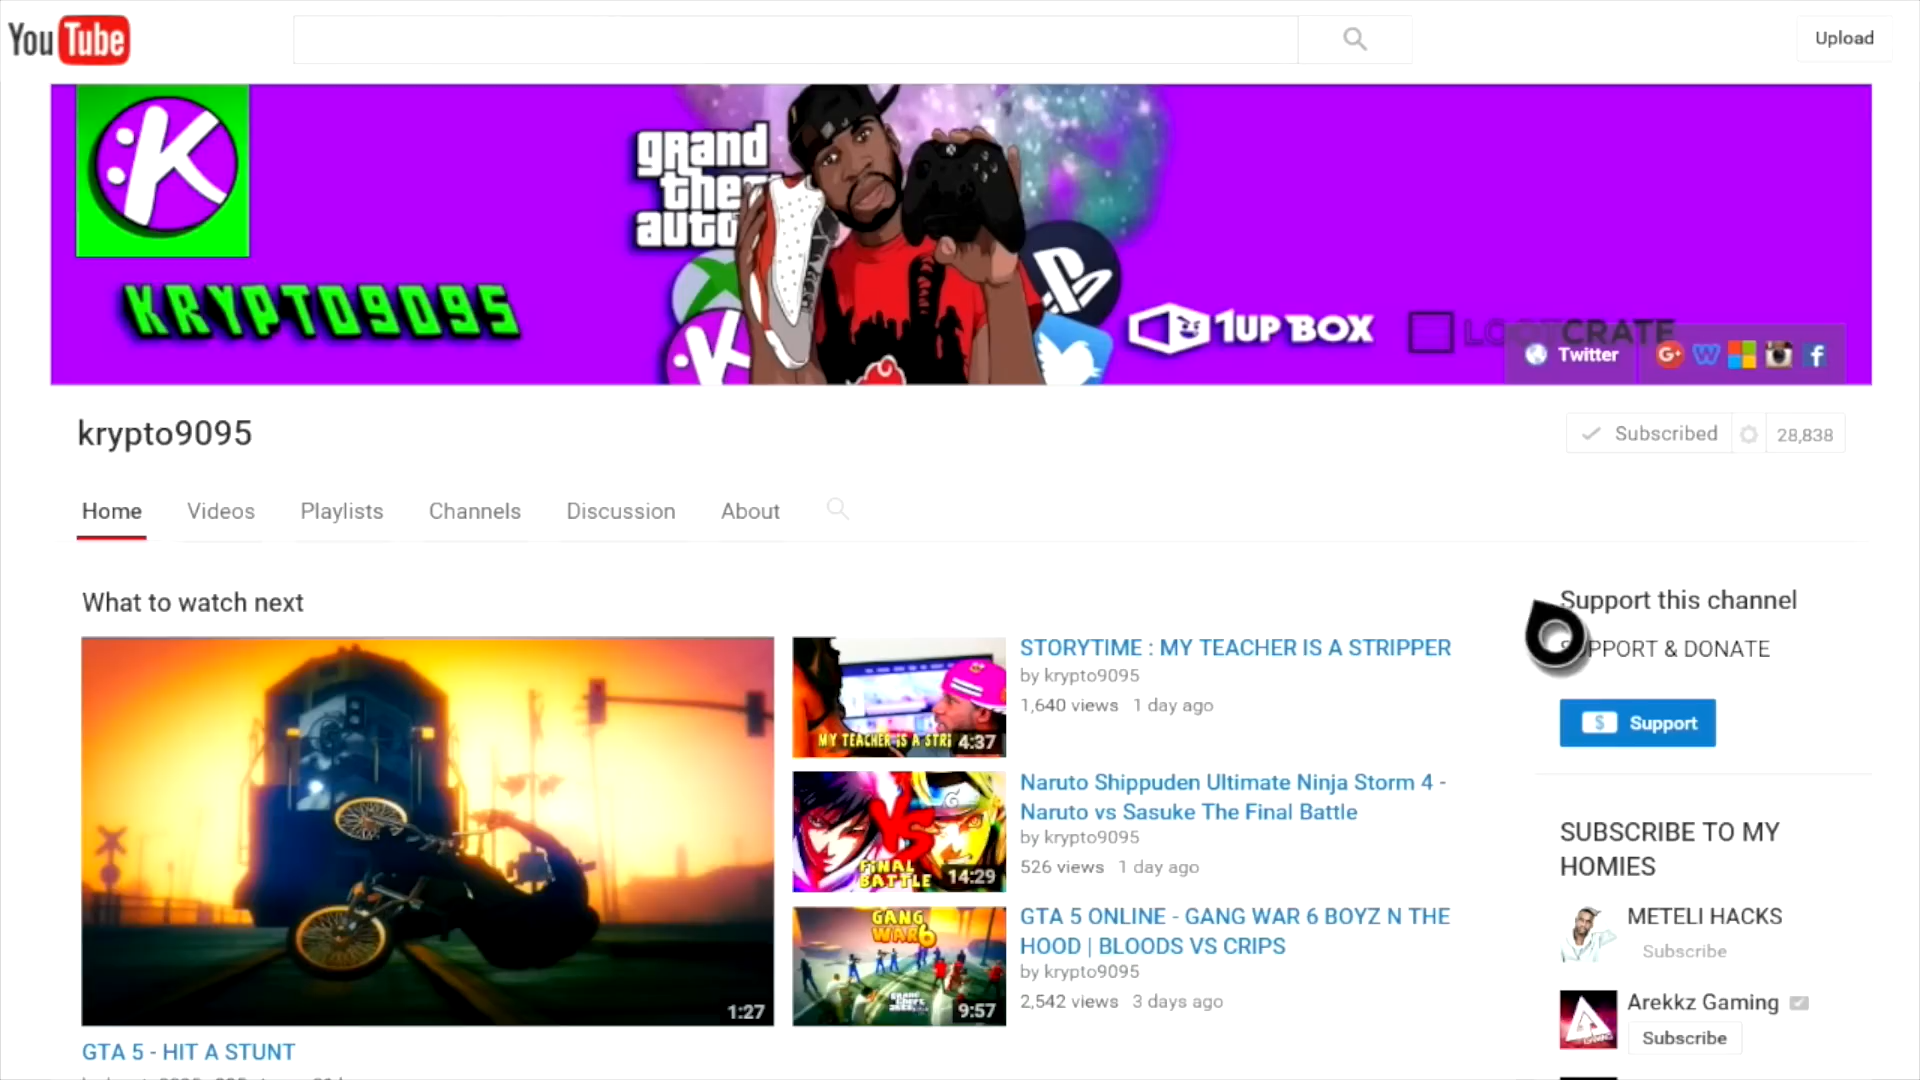 YouTube
Upload
grand
theft
auto
KRYPTO9095
1UP BOX
LOOTCRATE
Twitter
krypto9095
Subscribed
28,838
Home
Videos
Playlists
Channels
Discussion
About
What to watch next
1:27
GTA 5 - HIT A STUNT
MY TEACHER IS A STRI
4:37
STORYTIME : MY TEACHER IS A STRIPPER
by krypto9095
1,640 views 1 day ago
VS
FINAL
BATTLE
14:29
Naruto Shippuden Ultimate Ninja Storm 4 -
Naruto vs Sasuke The Final Battle
by krypto9095
526 views 1 day ago
GANG
WAR 6
9:57
GTA 5 ONLINE - GANG WAR 6 BOYZ N THE
HOOD | BLOODS VS CRIPS
by krypto9095
2,542 views 3 days ago
Support this channel
SUPPORT & DONATE
$ Support
SUBSCRIBE TO MY
HOMIES
METELI HACKS
Subscribe
Arekkz Gaming
Subscribe